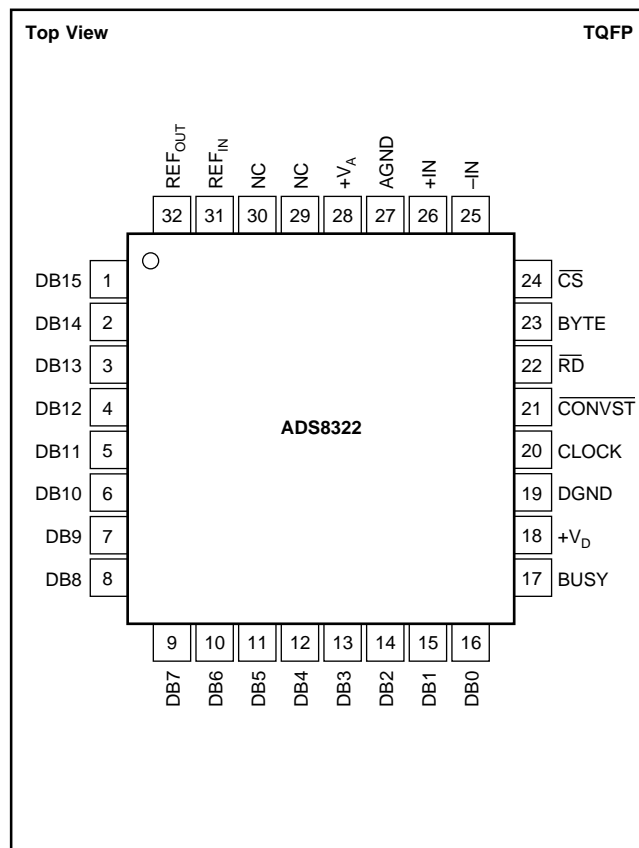 Top View TQFP
REF_OUT REF_IN NC NC +V_A AGND +IN –IN
32 31 30 29 28 27 26 25
DB15 1 24 C̅S̅
DB14 2 23 BYTE
DB13 3 22 R̅D̅
DB12 4 21 C̅O̅N̅V̅S̅T̅
ADS8322
DB11 5 20 CLOCK
DB10 6 19 DGND
DB9 7 18 +V_D
DB8 8 17 BUSY
9 10 11 12 13 14 15 16
DB7 DB6 DB5 DB4 DB3 DB2 DB1 DB0